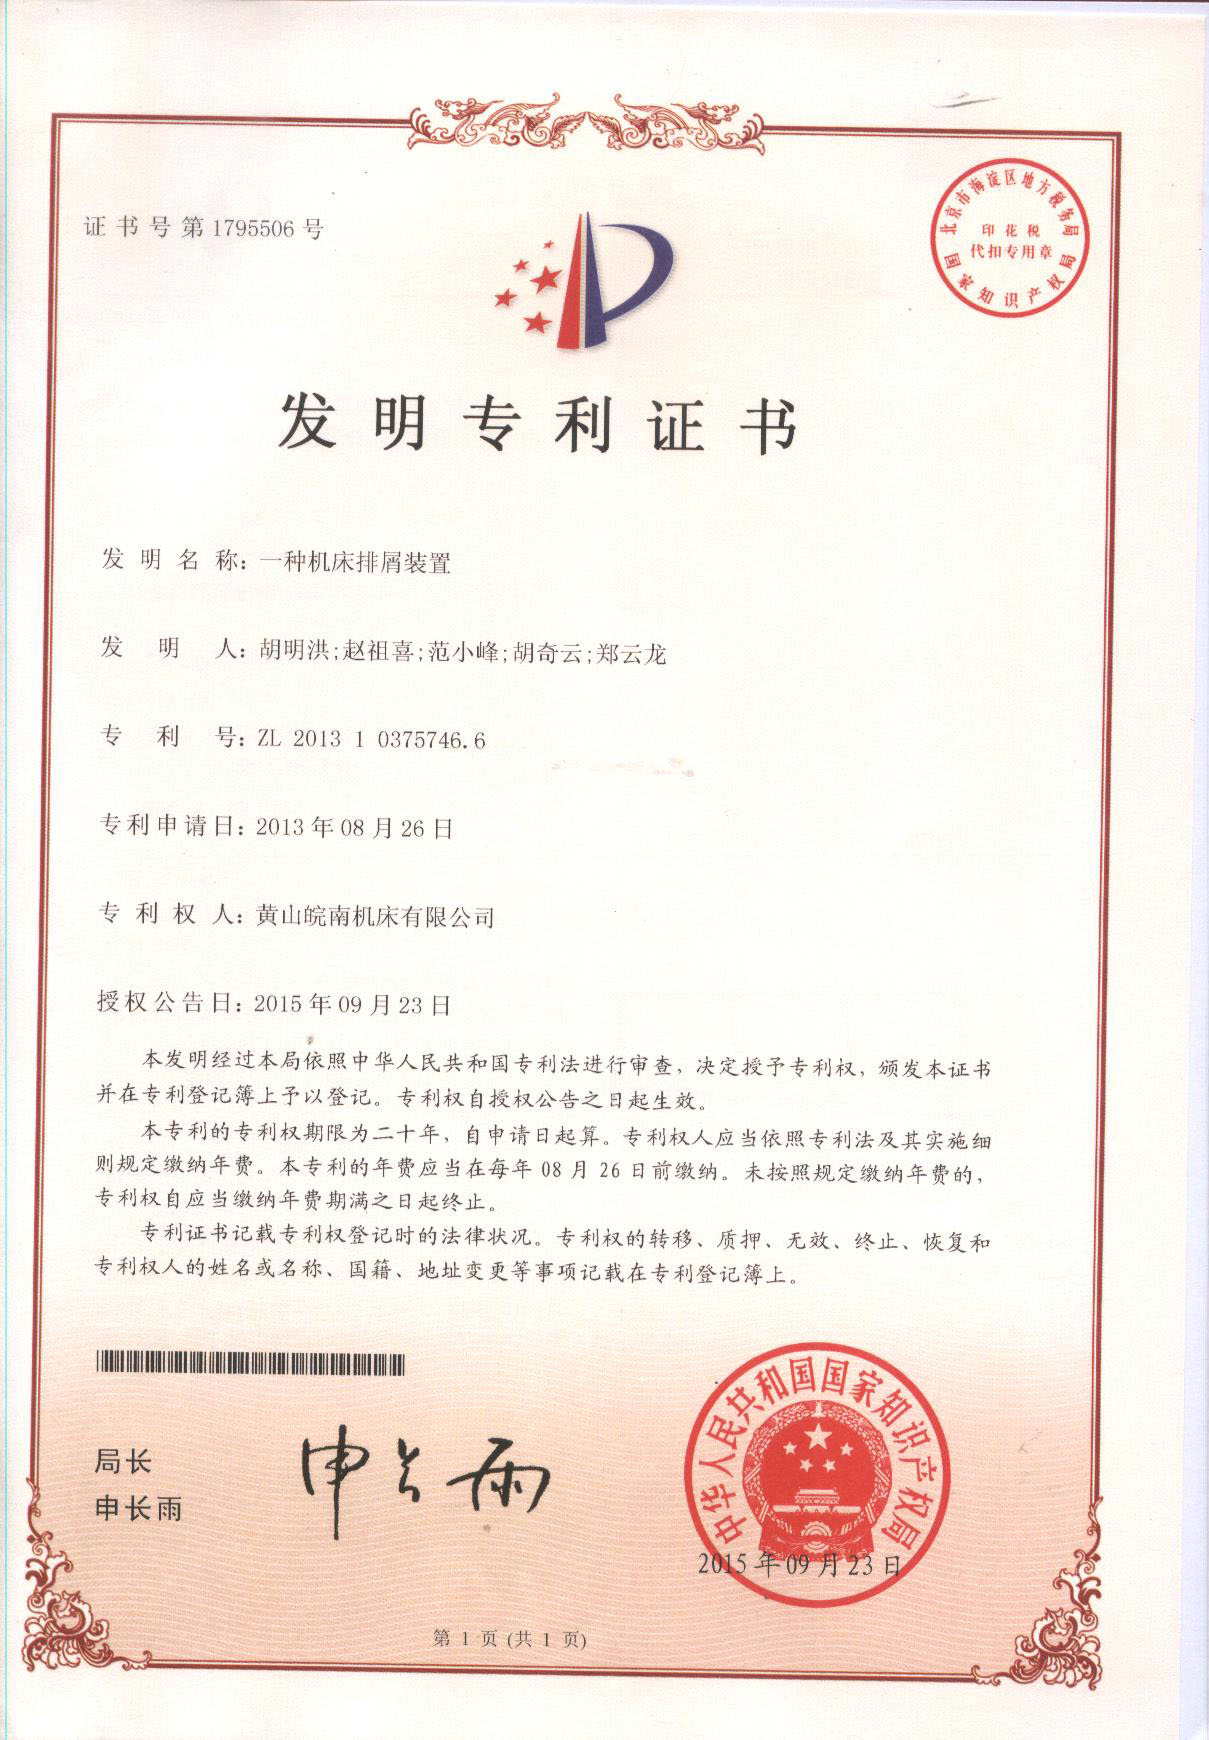 证书号第1795506号
北京市海淀区地方税务局
印花税
代扣专用章
国家知识产权局
发明专利证书
发明名称：一种机床排屑装置
发明人：胡明洪;赵祖喜;范小峰;胡奇云;郑云龙
专利号：ZL 2013 1 0375746.6
专利申请日：2013年08月26日
专利权人：黄山皖南机床有限公司
授权公告日：2015年09月23日
本发明经过本局依照中华人民共和国专利法进行审查，决定授予专利权，颁发本证书
并在专利登记簿上予以登记。专利权自授权公告之日起生效。
本专利的专利权期限为二十年，自申请日起算。专利权人应当依照专利法及其实施细
则规定缴纳年费。本专利的年费应当在每年08月26日前缴纳。未按照规定缴纳年费的，
专利权自应当缴纳年费期满之日起终止。
专利证书记载专利权登记时的法律状况。专利权的转移、质押、无效、终止、恢复和
专利权人的姓名或名称、国籍、地址变更等事项记载在专利登记簿上。
局长
申长雨
申长雨
中华人民共和国国家知识产权局
2015年09月23日
第 1 页 (共 1 页)